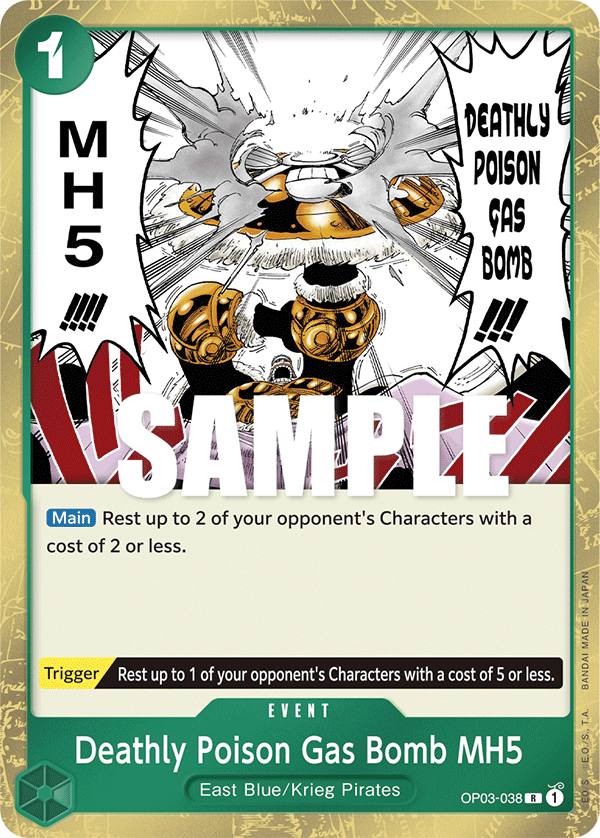 1
MH5
!!!!
DEATHLY
POISON
GAS
BOMB
!!!
SAMPLE
Main Rest up to 2 of your opponent's Characters with a
cost of 2 or less.
Trigger Rest up to 1 of your opponent's Characters with a cost of 5 or less.
EVENT
Deathly Poison Gas Bomb MH5
East Blue/Krieg Pirates
OP03-038 R 1
©E.O./S., T.A. BANDAI MADE IN JAPAN